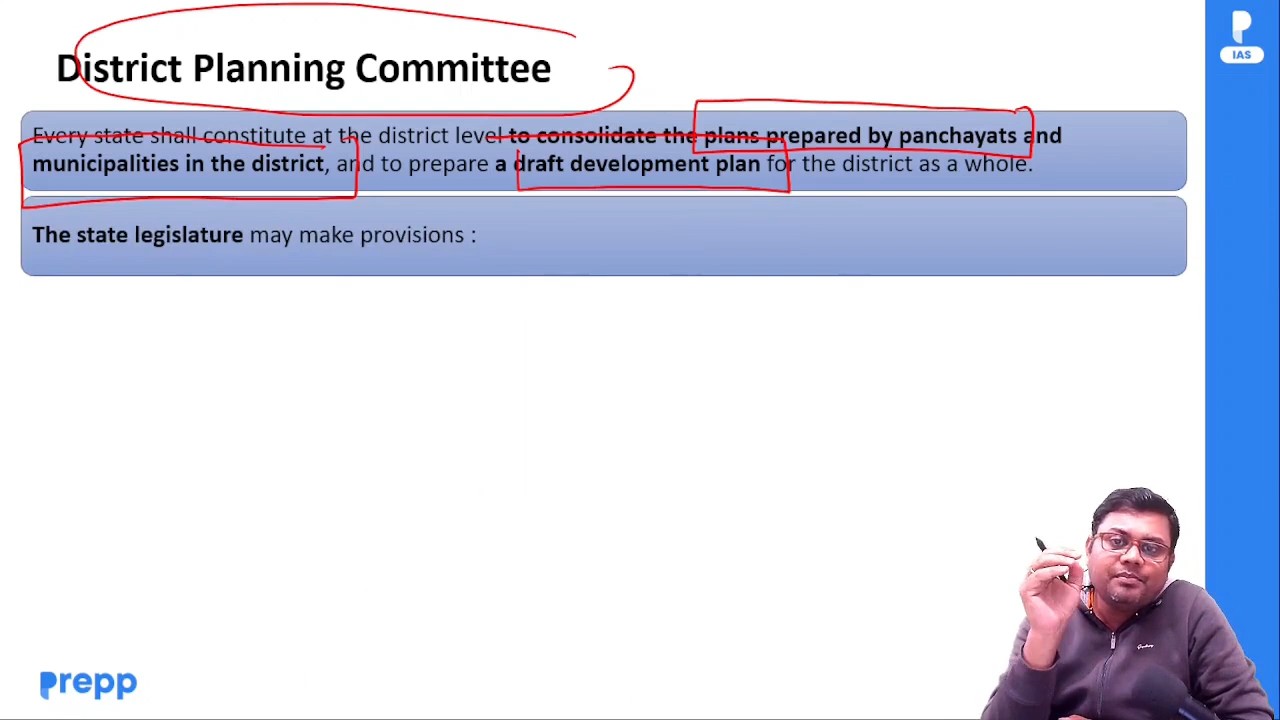 IAS
District Planning Committee
Every state shall constitute at the district level to consolidate the plans prepared by panchayats and
municipalities in the district, and to prepare a draft development plan for the district as a whole.
The state legislature may make provisions :
prepp